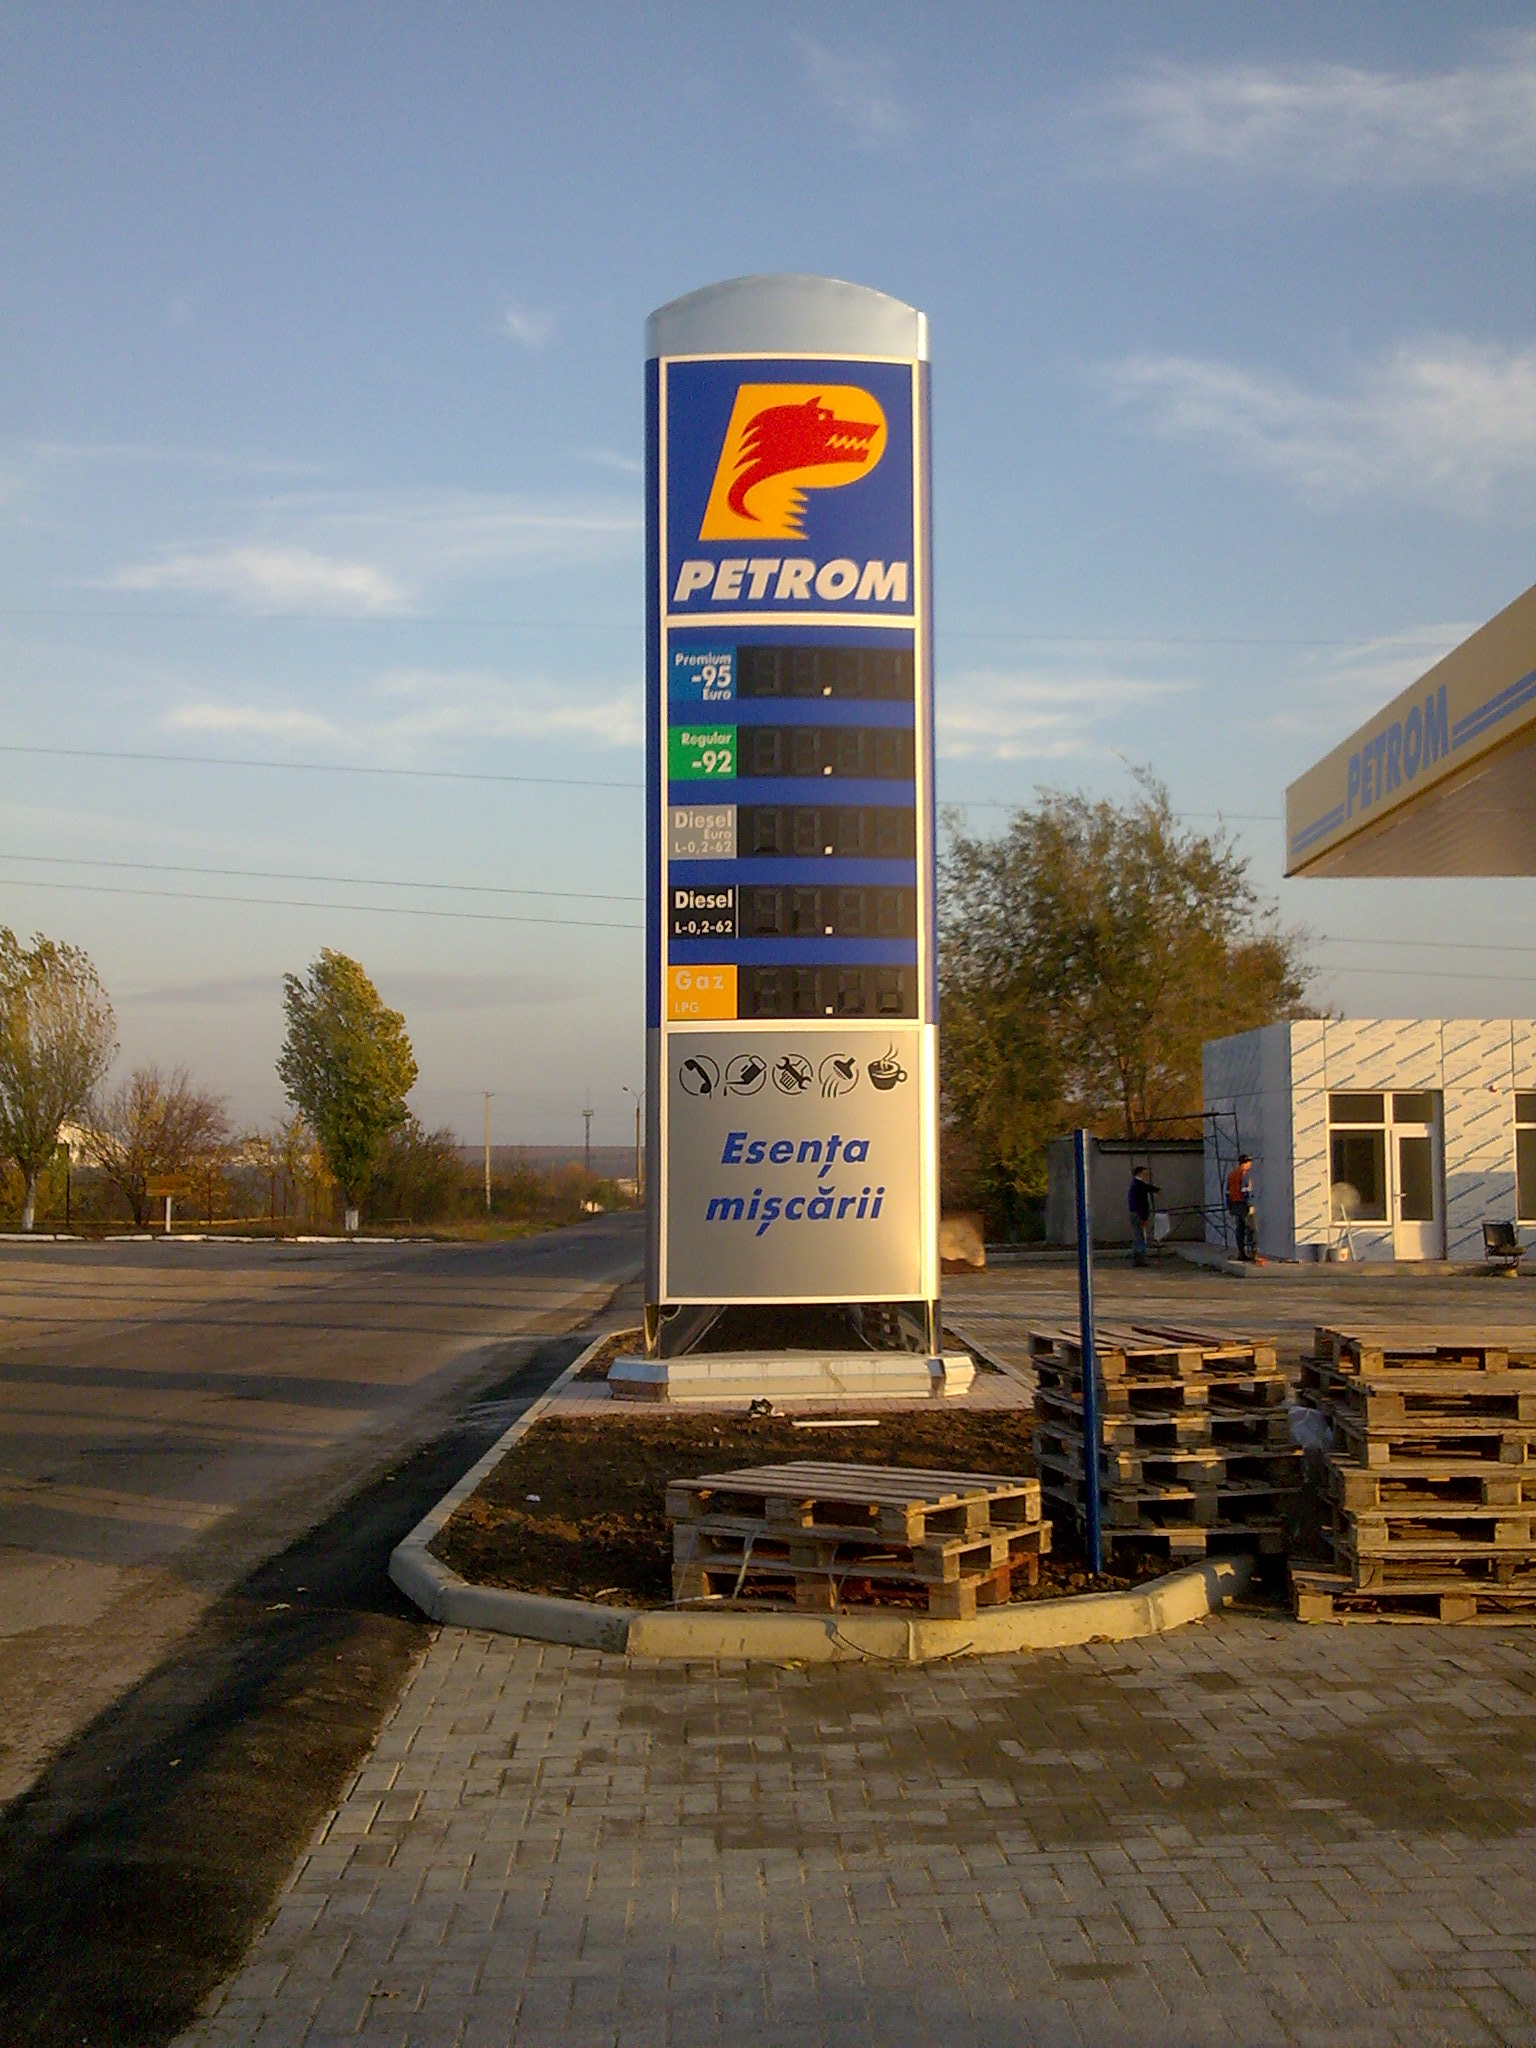 PETROM
Premium
-95
Euro
Regular
-92
Diesel
Euro
L-0,2-62
Diesel
L-0,2-62
Gaz
LPG
Esența
mișcării
PETROM